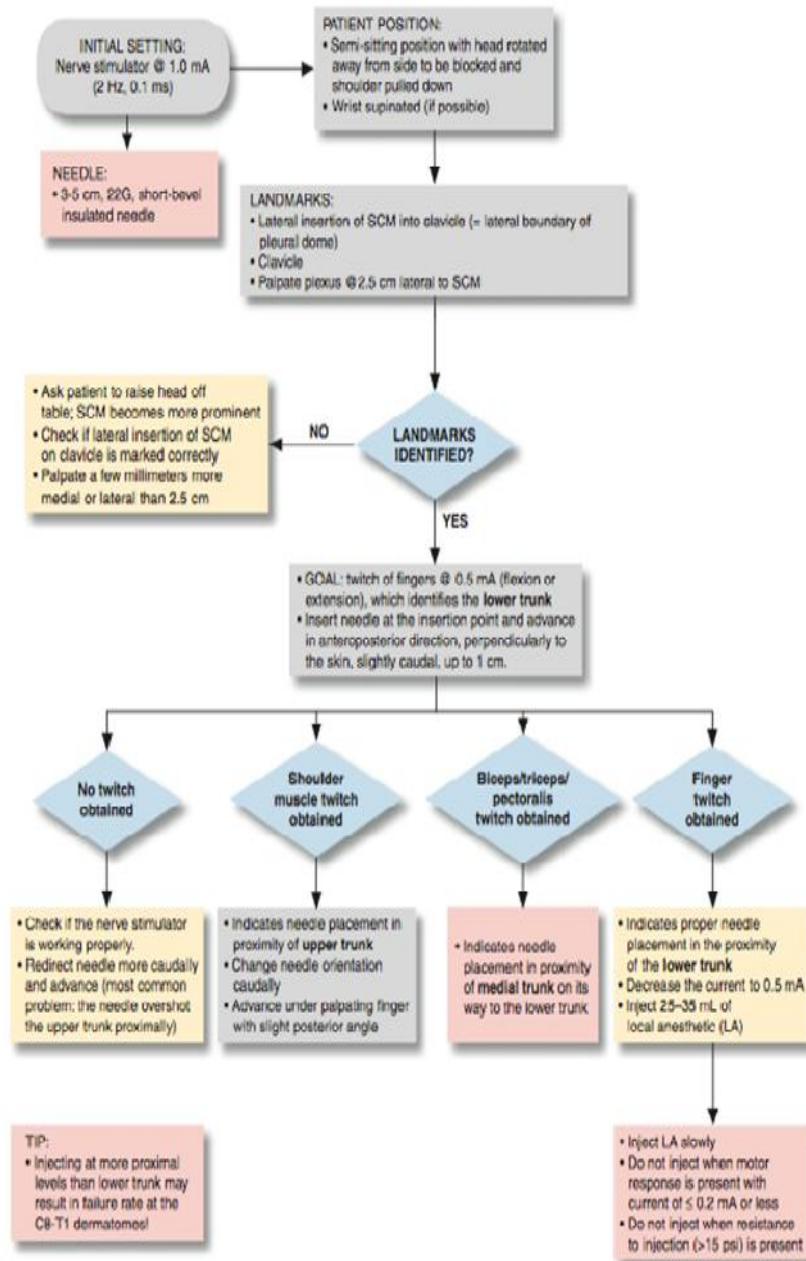 INITIAL SETTING:
Nerve stimulator @ 1.0 mA
(2 Hz, 0.1 ms)
PATIENT POSITION:
• Semi-sitting position with head rotated
away from side to be blocked and
shoulder pulled down
• Wrist supinated (if possible)
NEEDLE:
• 3-5 cm, 22G, short-bevel
insulated needle
LANDMARKS:
• Lateral insertion of SCM into clavicle (= lateral boundary of
pleural dome)
• Clavicle
• Palpate plexus @ 2.5 cm lateral to SCM
• Ask patient to raise head off
table; SCM becomes more prominent
• Check if lateral insertion of SCM
on clavicle is marked correctly
• Palpate a few millimeters more
medial or lateral than 2.5 cm
NO
LANDMARKS
IDENTIFIED?
YES
• GOAL: twitch of fingers @ 0.5 mA (flexion or
extension), which identifies the lower trunk
• Insert needle at the insertion point and advance
in anteroposterior direction, perpendicularly to
the skin, slightly caudal, up to 1 cm.
No twitch
obtained
Shoulder
muscle twitch
obtained
Biceps/triceps/
pectoralis
twitch obtained
Finger
twitch
obtained
• Check if the nerve stimulator
is working properly.
• Redirect needle more caudally
and advance (most common
problem: the needle overshot
the upper trunk proximally)
• Indicates needle placement in
proximity of upper trunk
• Change needle orientation
caudally
• Advance under palpating finger
with slight posterior angle
• Indicates needle
placement in proximity
of medial trunk on its
way to the lower trunk
• Indicates proper needle
placement in the proximity
of the lower trunk
• Decrease the current to 0.5 mA
• Inject 25–35 mL of
local anesthetic (LA)
TIP:
• Injecting at more proximal
levels than lower trunk may
result in failure rate at the
C8-T1 dermatomes!
• Inject LA slowly
• Do not inject when motor
response is present with
current of ≤ 0.2 mA or less
• Do not inject when resistance
to injection (>15 psi) is present